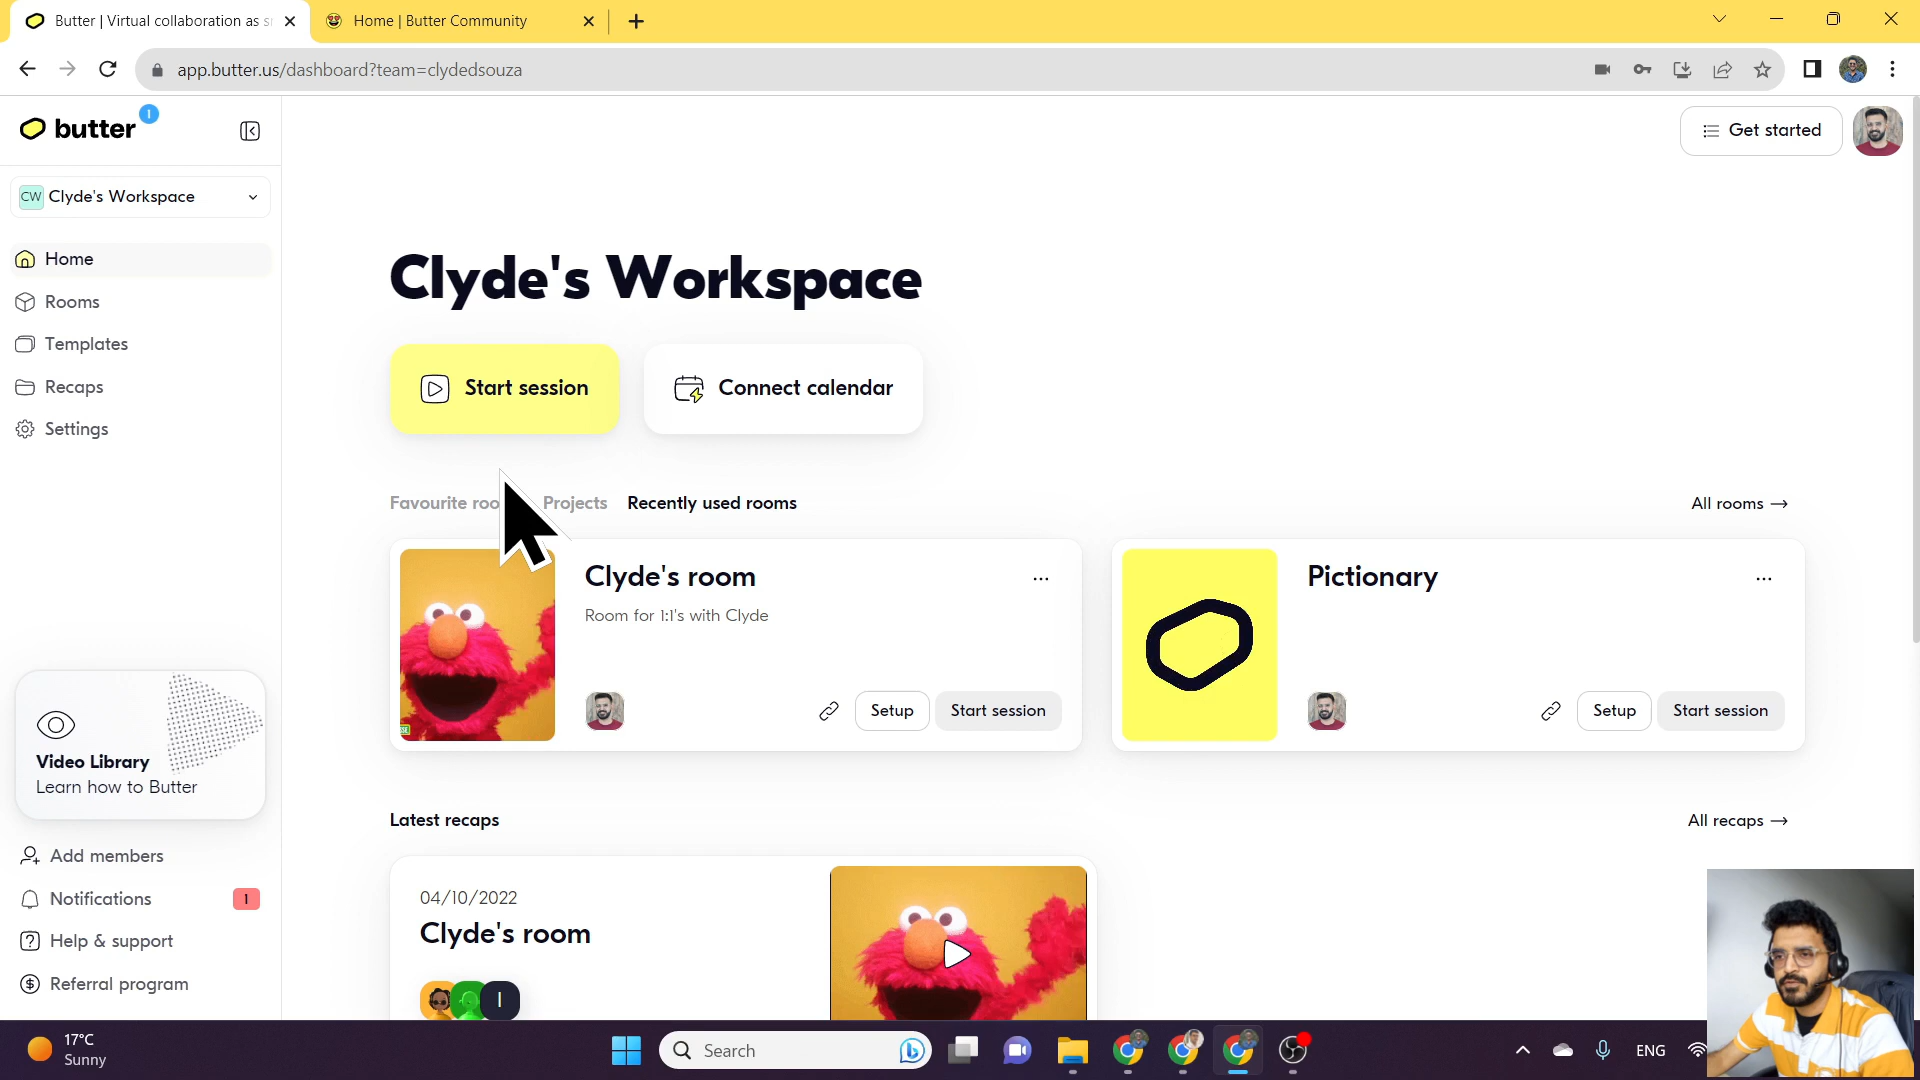 Butter | Virtual collaboration as
Home | Butter Community
app.butter.us/dashboard?team=clydedsouza
butter
1
Get started
CW Clyde's Workspace
Home
Rooms
Templates
Recaps
Settings
Clyde's Workspace
Start session
Connect calendar
Favourite Projects Recently used rooms
All rooms →
Clyde's room
...
Room for 1:1's with Clyde
Setup
Start session
Pictionary
...
Setup
Start session
Video Library
Learn how to Butter
Latest recaps
All recaps →
04/10/2022
Clyde's room
I
Add members
Notifications
1
Help & support
Referral program
17°C
Sunny
Search
ENG